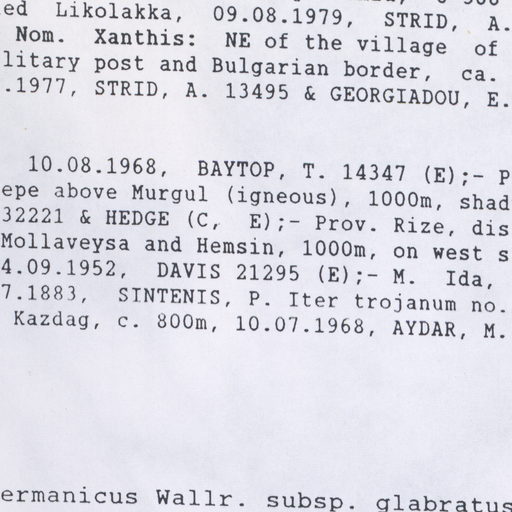 ed Likolakka, 09.08.1979, STRID, A.
Nom. Xanthis: NE of the village of
litary post and Bulgarian border, ca.
.1977, STRID, A. 13495 & GEORGIADOU, E.
10.08.1968, BAYTOP, T. 14347 (E);- P
epe above Murgul (igneous), 1000m, shad
32221 & HEDGE (C, E);- Prov. Rize, dis
Mollaveysa and Hemsin, 1000m, on west s
4.09.1952, DAVIS 21295 (E);- M. Ida,
7.1883, SINTENIS, P. Iter trojanum no.
Kazdag, c. 800m, 10.07.1968, AYDAR, M.
ermanicus Wallr. subsp. glabratus